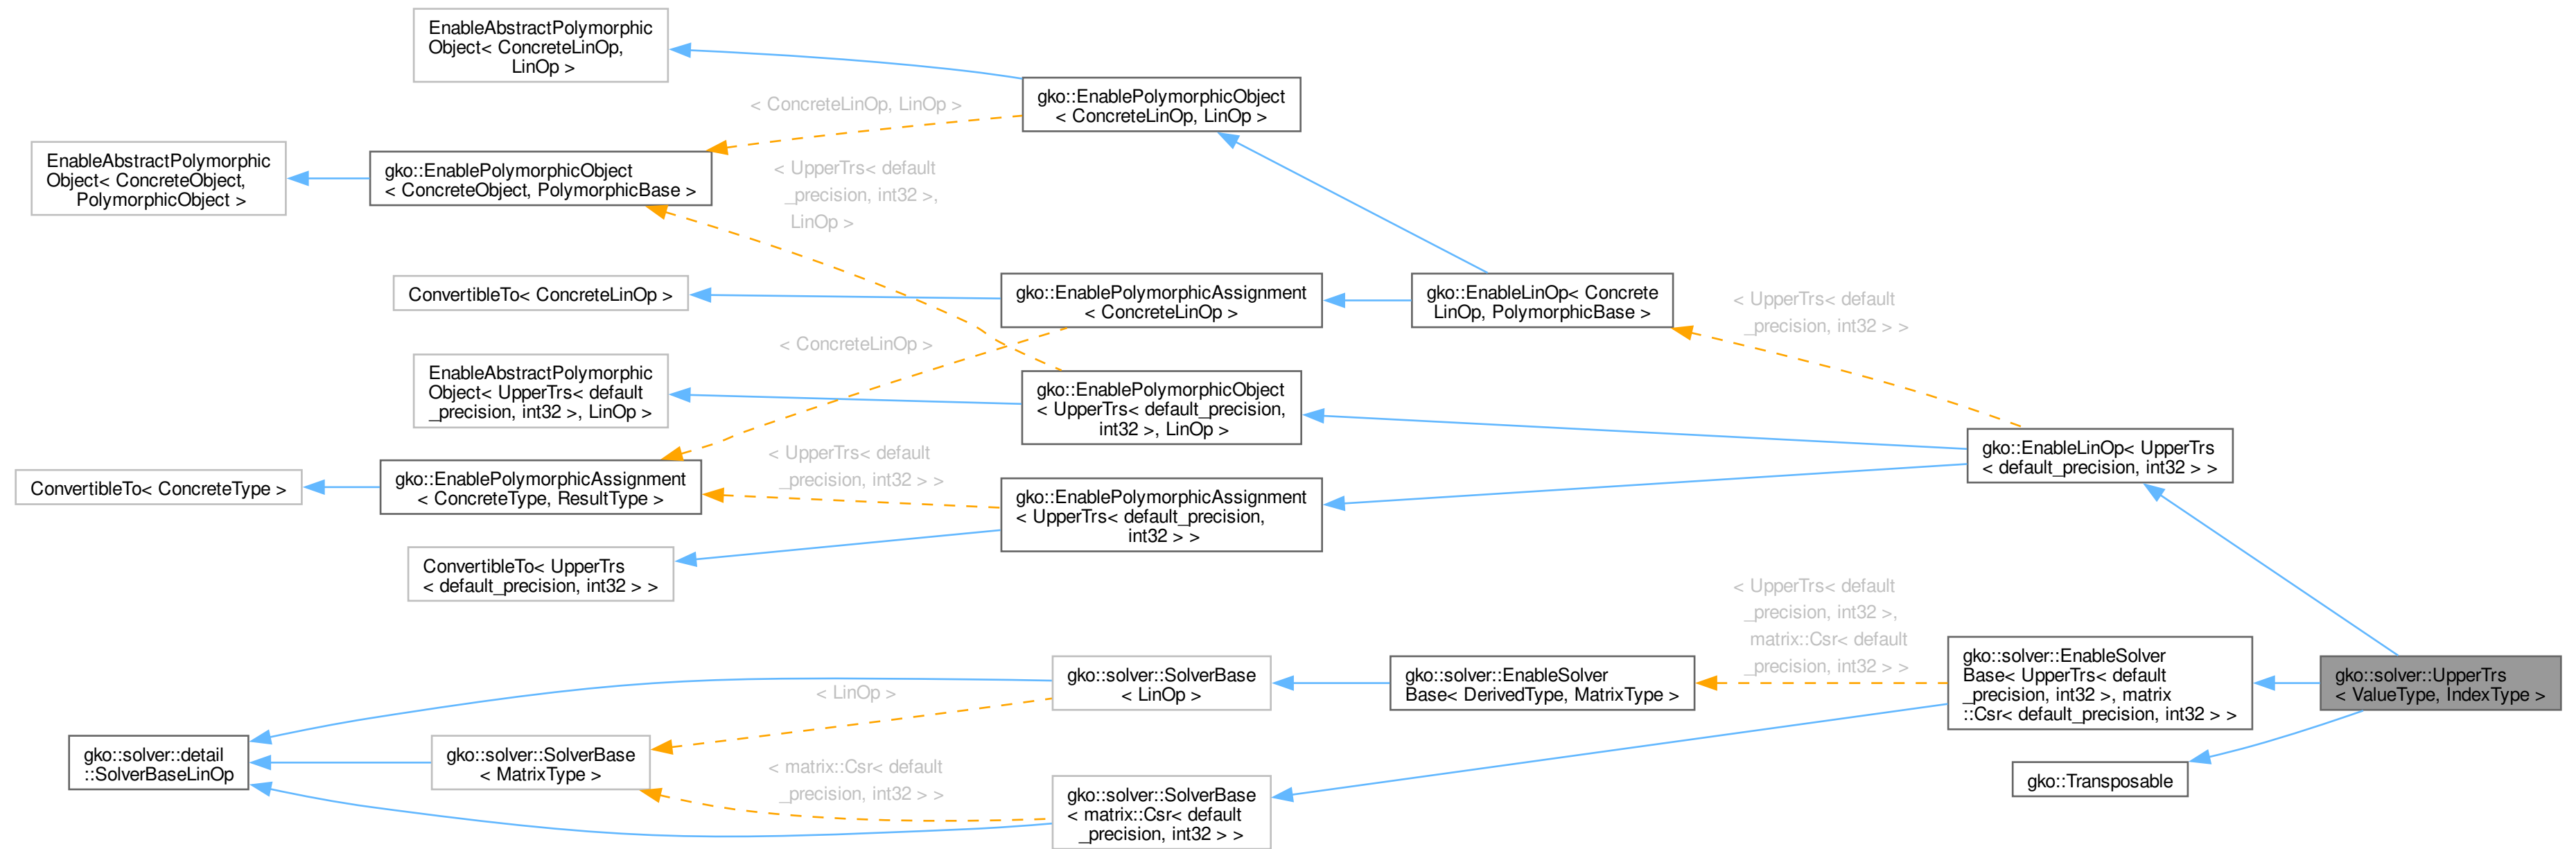 EnableAbstractPolymorphic
Object< ConcreteLinOp,
LinOp >
gko::EnablePolymorphicObject
< ConcreteLinOp, LinOp >
< ConcreteLinOp, LinOp >
EnableAbstractPolymorphic
Object< ConcreteObject,
PolymorphicObject >
gko::EnablePolymorphicObject
< ConcreteObject, PolymorphicBase >
< UpperTrs< default
_precision, int32 >,
LinOp >
ConvertibleTo< ConcreteLinOp >
gko::EnablePolymorphicAssignment
< ConcreteLinOp >
gko::EnableLinOp< Concrete
LinOp, PolymorphicBase >
< UpperTrs< default
_precision, int32 > >
< ConcreteLinOp >
EnableAbstractPolymorphic
Object< UpperTrs< default
_precision, int32 >, LinOp >
gko::EnablePolymorphicObject
< UpperTrs< default_precision,
int32 >, LinOp >
gko::EnableLinOp< UpperTrs
< default_precision, int32 > >
ConvertibleTo< ConcreteType >
gko::EnablePolymorphicAssignment
< ConcreteType, ResultType >
< UpperTrs< default
_precision, int32 > >
gko::EnablePolymorphicAssignment
< UpperTrs< default_precision,
int32 > >
ConvertibleTo< UpperTrs
< default_precision, int32 > >
< UpperTrs< default
_precision, int32 >,
matrix::Csr< default
_precision, int32 > >
gko::solver::SolverBase
< LinOp >
gko::solver::EnableSolver
Base< DerivedType, MatrixType >
gko::solver::EnableSolver
Base< UpperTrs< default
_precision, int32 >, matrix
::Csr< default_precision, int32 > >
gko::solver::UpperTrs
< ValueType, IndexType >
< LinOp >
gko::solver::detail
::SolverBaseLinOp
gko::solver::SolverBase
< MatrixType >
< matrix::Csr< default
_precision, int32 > >
gko::solver::SolverBase
< matrix::Csr< default
_precision, int32 > >
gko::Transposable